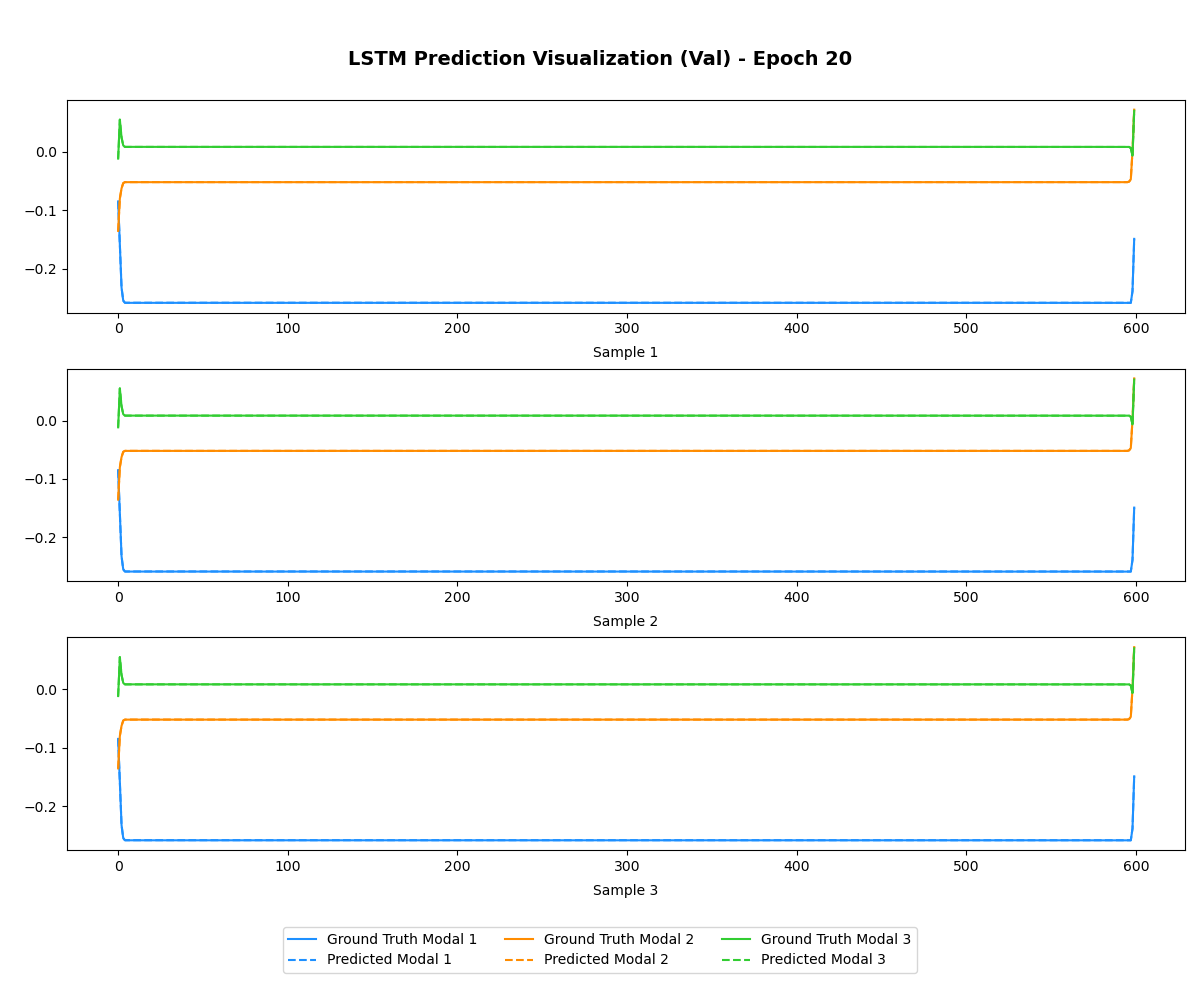 LSTM Prediction Visualization (Val) - Epoch 20
0.0
−0.1
−0.2
0 100 200 300 400 500 600
Sample 1
0.0
−0.1
−0.2
0 100 200 300 400 500 600
Sample 2
0.0
−0.1
−0.2
0 100 200 300 400 500 600
Sample 3
Ground Truth Modal 1 Ground Truth Modal 2 Ground Truth Modal 3
Predicted Modal 1 Predicted Modal 2 Predicted Modal 3